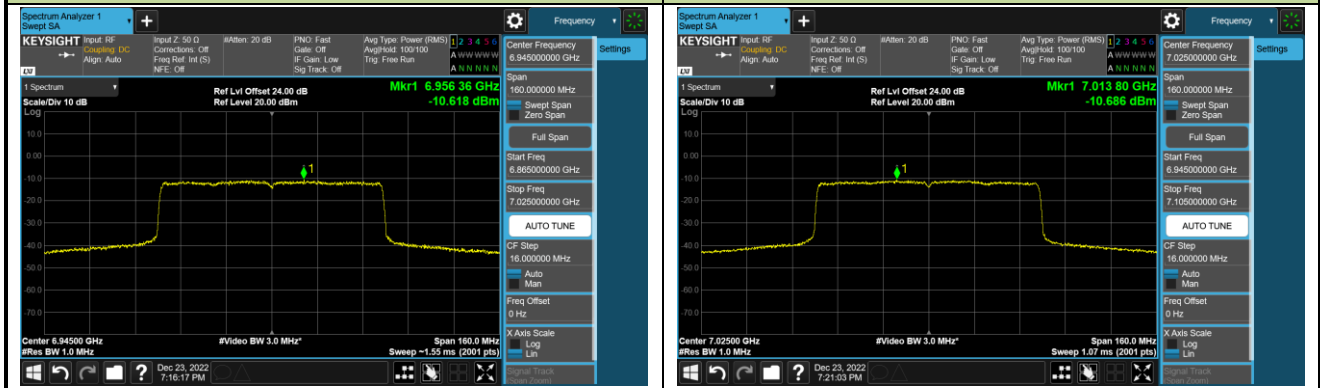 Spectrum Analyzer 1
Swept SA
Frequency
KEYSIGHT
Input: RF
Coupling: DC
Align: Auto
Input Z: 50 Ω
Corrections: Off
Freq Ref: Int (S)
NFE: Off
#Atten: 20 dB
PNO: Fast
Gate: Off
IF Gain: Low
Sig Track: Off
Avg Type: Power (RMS)
Avg|Hold: 100/100
Trig: Free Run
1 2 3 4 5 6
A W W W W W
A N N N N N
LXI
Center Frequency
6.945000000 GHz
Settings
1 Spectrum
Scale/Div 10 dB
Log
Ref Lvl Offset 24.00 dB
Ref Level 20.00 dBm
Mkr1 6.956 36 GHz
-10.618 dBm
Span
160.000000 MHz
Swept Span
Zero Span
Full Span
Start Freq
6.865000000 GHz
Stop Freq
7.025000000 GHz
AUTO TUNE
CF Step
16.000000 MHz
Auto
Man
Freq Offset
0 Hz
X Axis Scale
Log
Lin
Signal Track
(Span Zoom)
10.0
0.00
-10.0
-20.0
-30.0
-40.0
-50.0
-60.0
-70.0
1
Center 6.94500 GHz
#Res BW 1.0 MHz
#Video BW 3.0 MHz*
Span 160.0 MHz
Sweep ~1.55 ms (2001 pts)
?
Dec 23, 2022
7:16:17 PM
Spectrum Analyzer 1
Swept SA
Frequency
KEYSIGHT
Input: RF
Coupling: DC
Align: Auto
Input Z: 50 Ω
Corrections: Off
Freq Ref: Int (S)
NFE: Off
#Atten: 20 dB
PNO: Fast
Gate: Off
IF Gain: Low
Sig Track: Off
Avg Type: Power (RMS)
Avg|Hold: 100/100
Trig: Free Run
1 2 3 4 5 6
A W W W W W
A N N N N N
LXI
Center Frequency
7.025000000 GHz
Settings
1 Spectrum
Scale/Div 10 dB
Log
Ref Lvl Offset 24.00 dB
Ref Level 20.00 dBm
Mkr1 7.013 80 GHz
-10.686 dBm
Span
160.000000 MHz
Swept Span
Zero Span
Full Span
Start Freq
6.945000000 GHz
Stop Freq
7.105000000 GHz
AUTO TUNE
CF Step
16.000000 MHz
Auto
Man
Freq Offset
0 Hz
X Axis Scale
Log
Lin
Signal Track
(Span Zoom)
10.0
0.00
-10.0
-20.0
-30.0
-40.0
-50.0
-60.0
-70.0
1
Center 7.02500 GHz
#Res BW 1.0 MHz
#Video BW 3.0 MHz*
Span 160.0 MHz
Sweep 1.07 ms (2001 pts)
?
Dec 23, 2022
7:21:03 PM